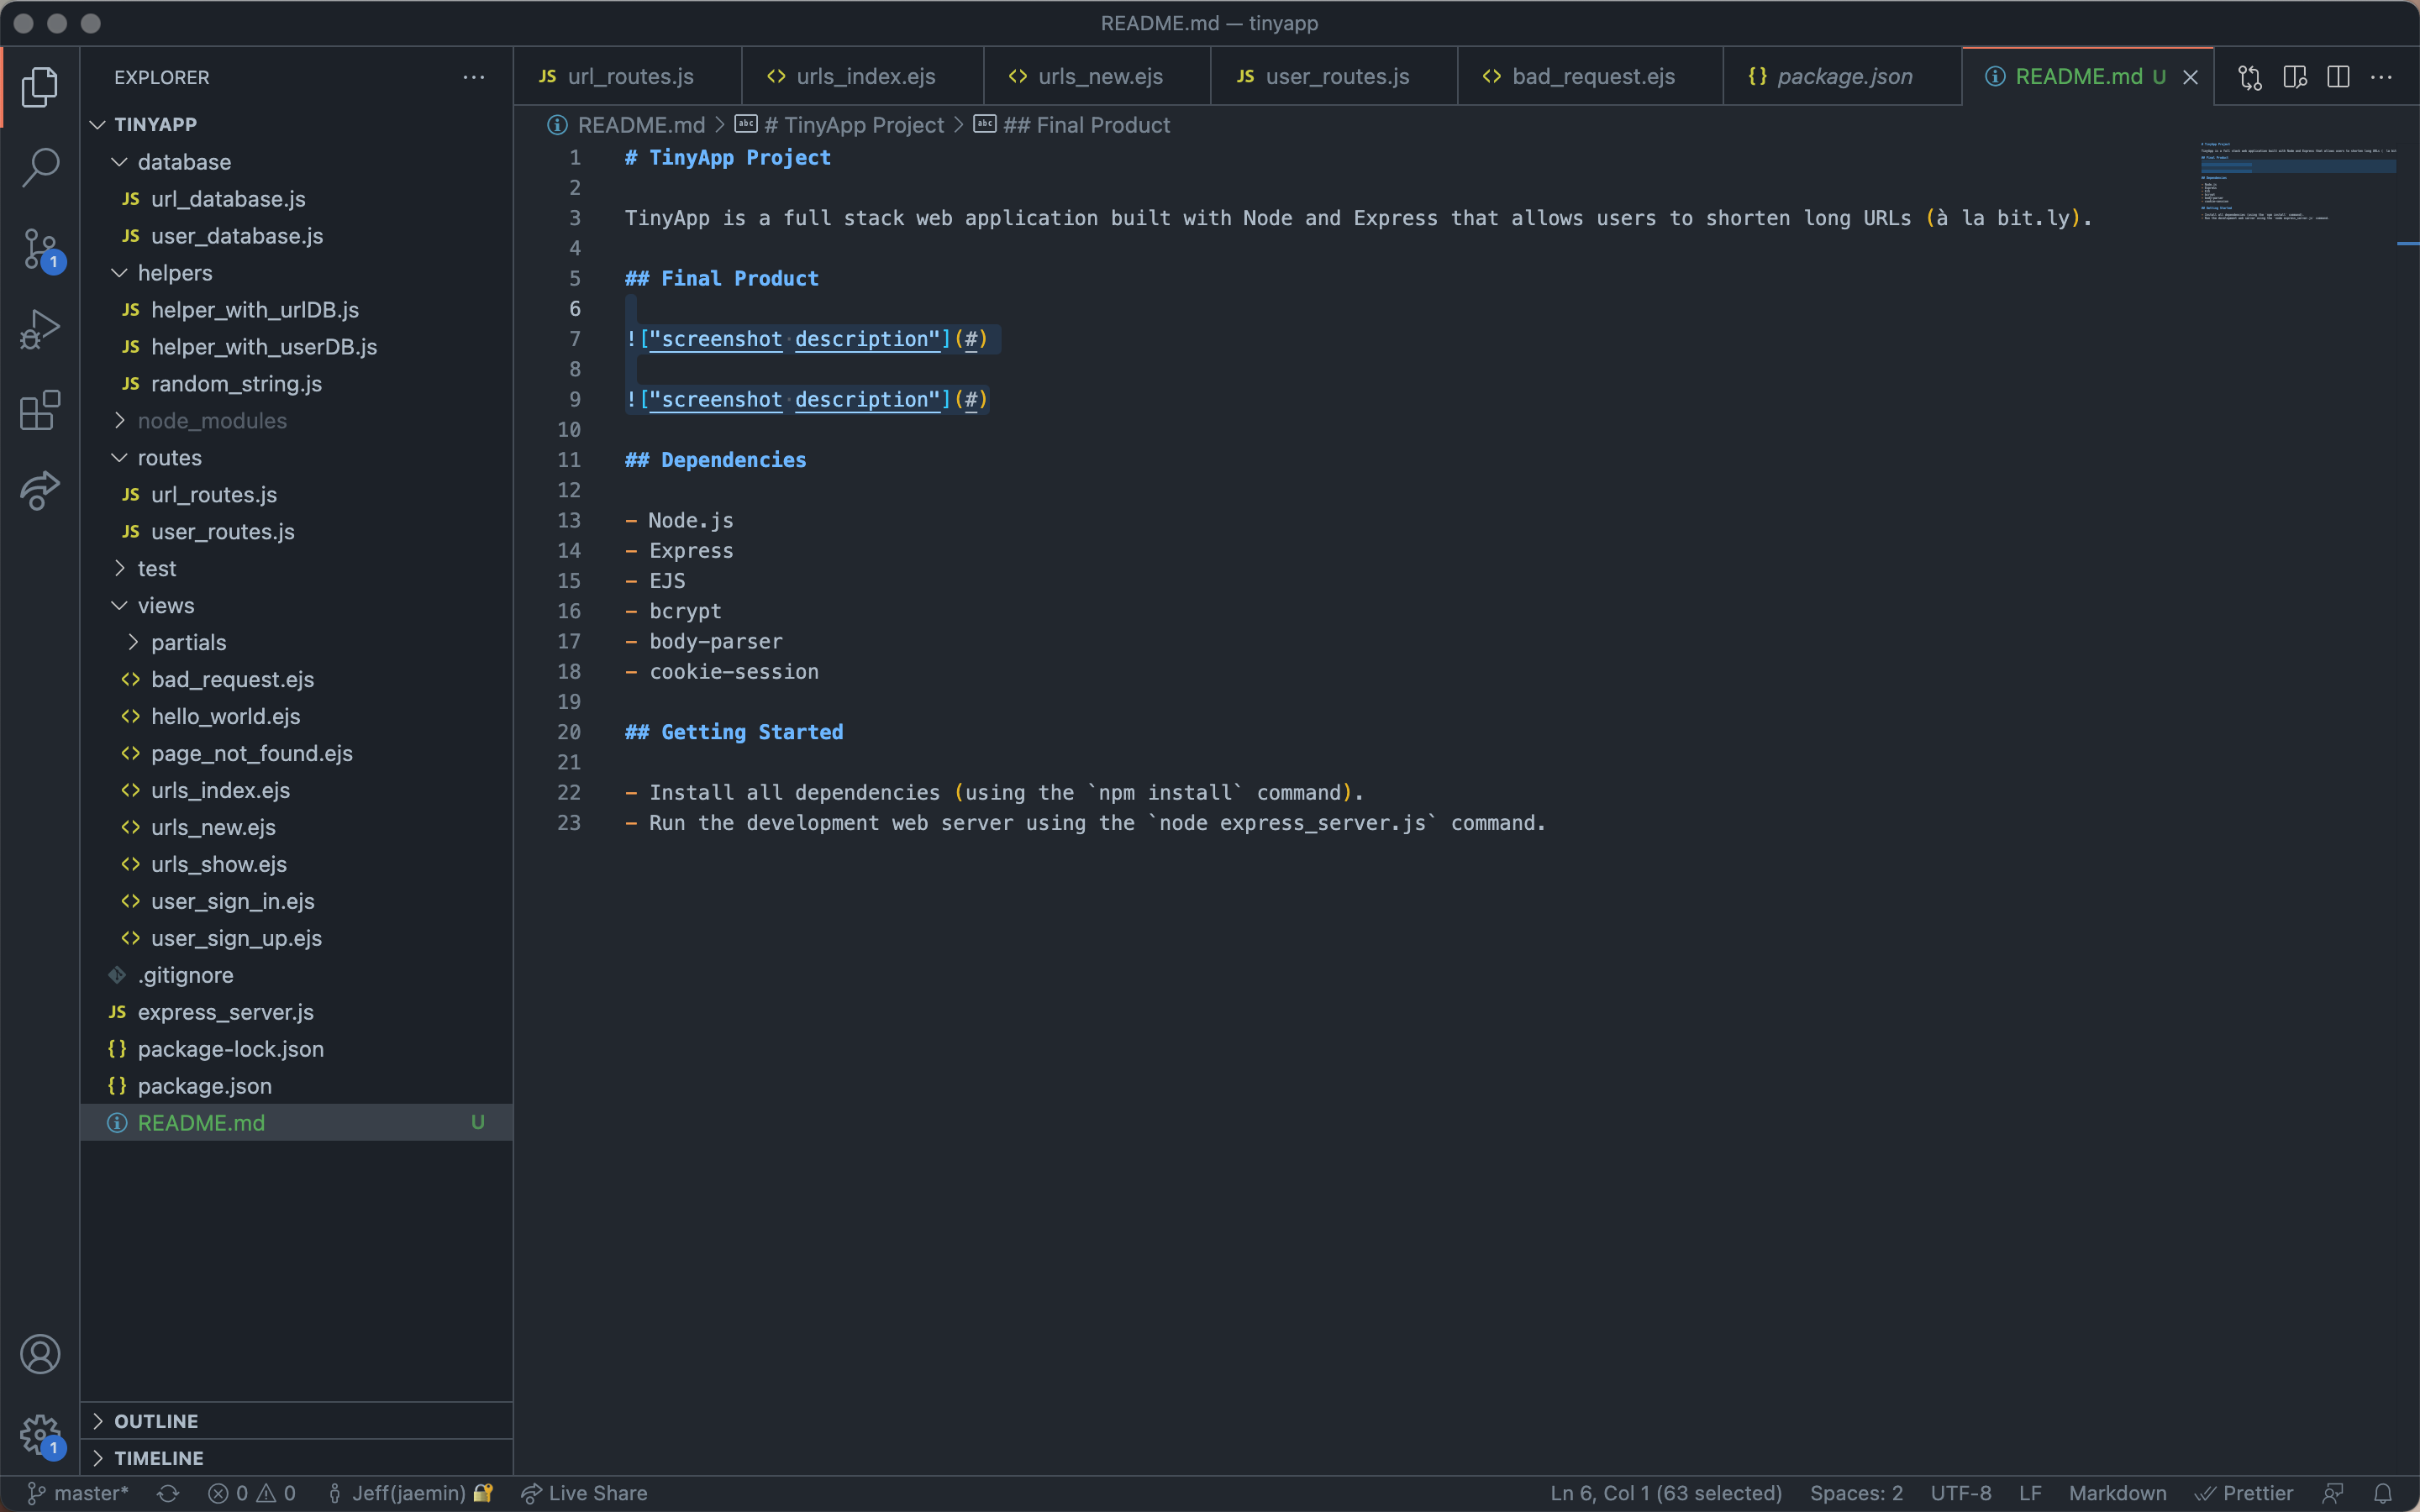 README.md — tinyapp
EXPLORER
TINYAPP
database
JS url_database.js
JS user_database.js
helpers
JS helper_with_urlDB.js
JS helper_with_userDB.js
JS random_string.js
node_modules
routes
JS url_routes.js
JS user_routes.js
test
views
partials
<> bad_request.ejs
<> hello_world.ejs
<> page_not_found.ejs
<> urls_index.ejs
<> urls_new.ejs
<> urls_show.ejs
<> user_sign_in.ejs
<> user_sign_up.ejs
.gitignore
JS express_server.js
{} package-lock.json
{} package.json
README.md U
OUTLINE
TIMELINE
1
1
JS url_routes.js <> urls_index.ejs <> urls_new.ejs JS user_routes.js <> bad_request.ejs {} package.json README.md U
README.md > abc # TinyApp Project > abc ## Final Product
1 # TinyApp Project
2
3 TinyApp is a full stack web application built with Node and Express that allows users to shorten long URLs (à la bit.ly).
4
5 ## Final Product
6
7 !["screenshot description"](#)
8
9 !["screenshot description"](#)
10
11 ## Dependencies
12
13 - Node.js
14 - Express
15 - EJS
16 - bcrypt
17 - body-parser
18 - cookie-session
19
20 ## Getting Started
21
22 - Install all dependencies (using the `npm install` command).
23 - Run the development web server using the `node express_server.js` command.
master* 0 0 Jeff(jaemin) 🔐 Live Share Ln 6, Col 1 (63 selected) Spaces: 2 UTF-8 LF Markdown Prettier